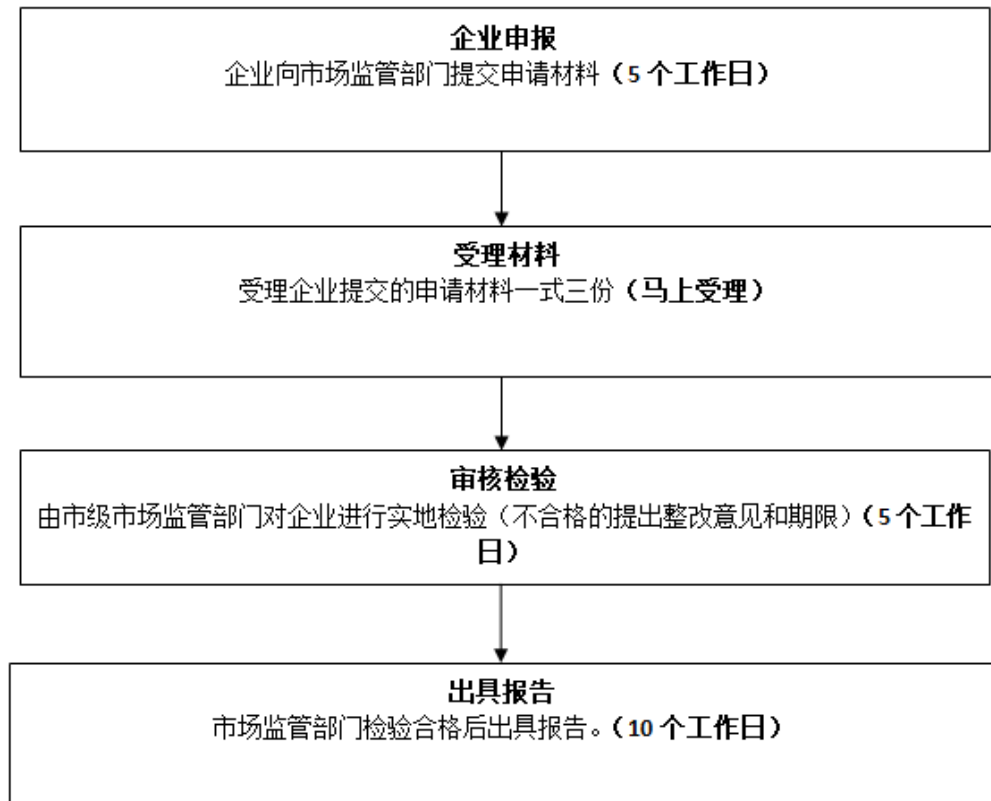 企业申报
企业向市场监管部门提交申请材料（5 个工作日）
受理材料
受理企业提交的申请材料一式三份（马上受理）
审核检验
由市级市场监管部门对企业进行实地检验（不合格的提出整改意见和期限）（5 个工作
日）
出具报告
市场监管部门检验合格后出具报告。（10 个工作日）